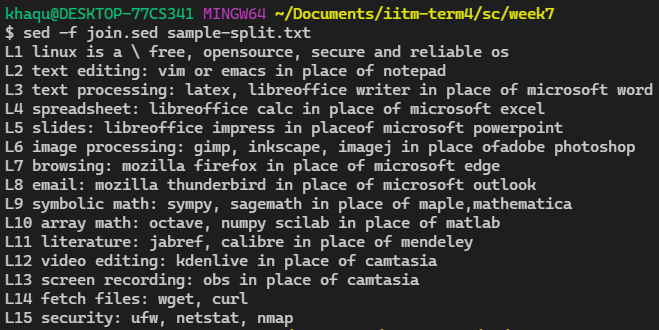 khaqu@DESKTOP-77CS341 MINGW64 ~/Documents/iitm-term4/sc/week7
$ sed -f join.sed sample-split.txt
L1 linux is a \ free, opensource, secure and reliable os
L2 text editing: vim or emacs in place of notepad
L3 text processing: latex, libreoffice writer in place of microsoft word
L4 spreadsheet: libreoffice calc in place of microsoft excel
L5 slides: libreoffice impress in placeof microsoft powerpoint
L6 image processing: gimp, inkscape, imagej in place ofadobe photoshop
L7 browsing: mozilla firefox in place of microsoft edge
L8 email: mozilla thunderbird in place of microsoft outlook
L9 symbolic math: sympy, sagemath in place of maple,mathematica
L10 array math: octave, numpy scilab in place of matlab
L11 literature: jabref, calibre in place of mendeley
L12 video editing: kdenlive in place of camtasia
L13 screen recording: obs in place of camtasia
L14 fetch files: wget, curl
L15 security: ufw, netstat, nmap